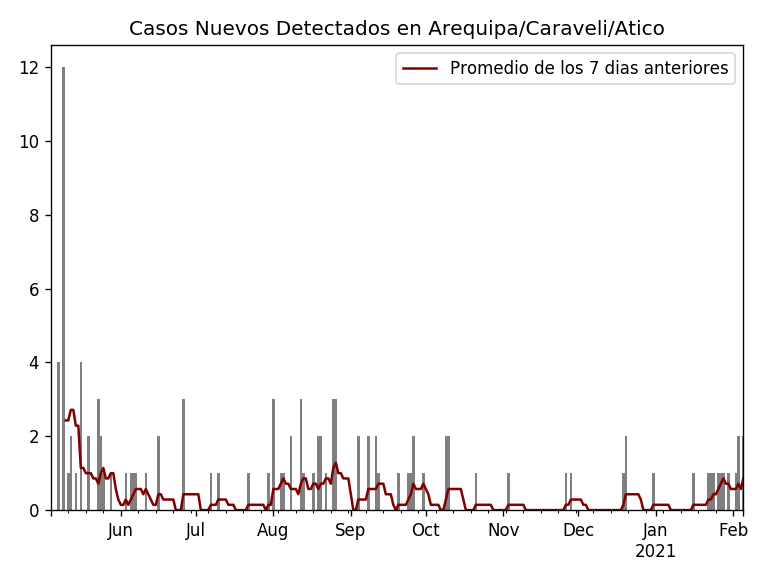 Casos Nuevos Detectados en Arequipa/Caraveli/Atico
Promedio de los 7 dias anteriores
12
10
8
6
4
2
0
Jun Jul Aug Sep Oct Nov Dec Jan Feb
2021